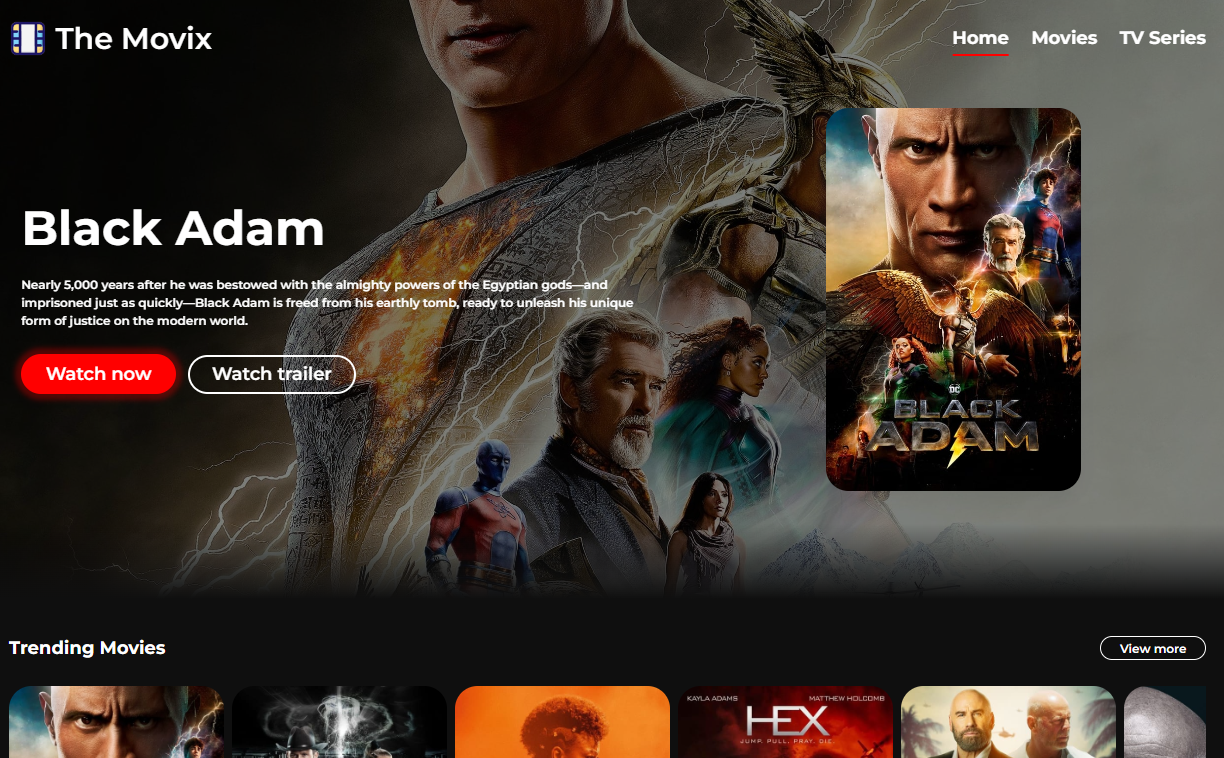 The Movix
Home Movies TV Series
Black Adam
Nearly 5,000 years after he was bestowed with the almighty powers of the Egyptian gods—and
imprisoned just as quickly—Black Adam is freed from his earthly tomb, ready to unleash his unique
form of justice on the modern world.
Watch now Watch trailer
DC
BLACK
ADAM
Trending Movies
View more
KAYLA ADAMS MATTHEW HOLCOMB
HEX
JUMP. PULL. PRAY. DIE.